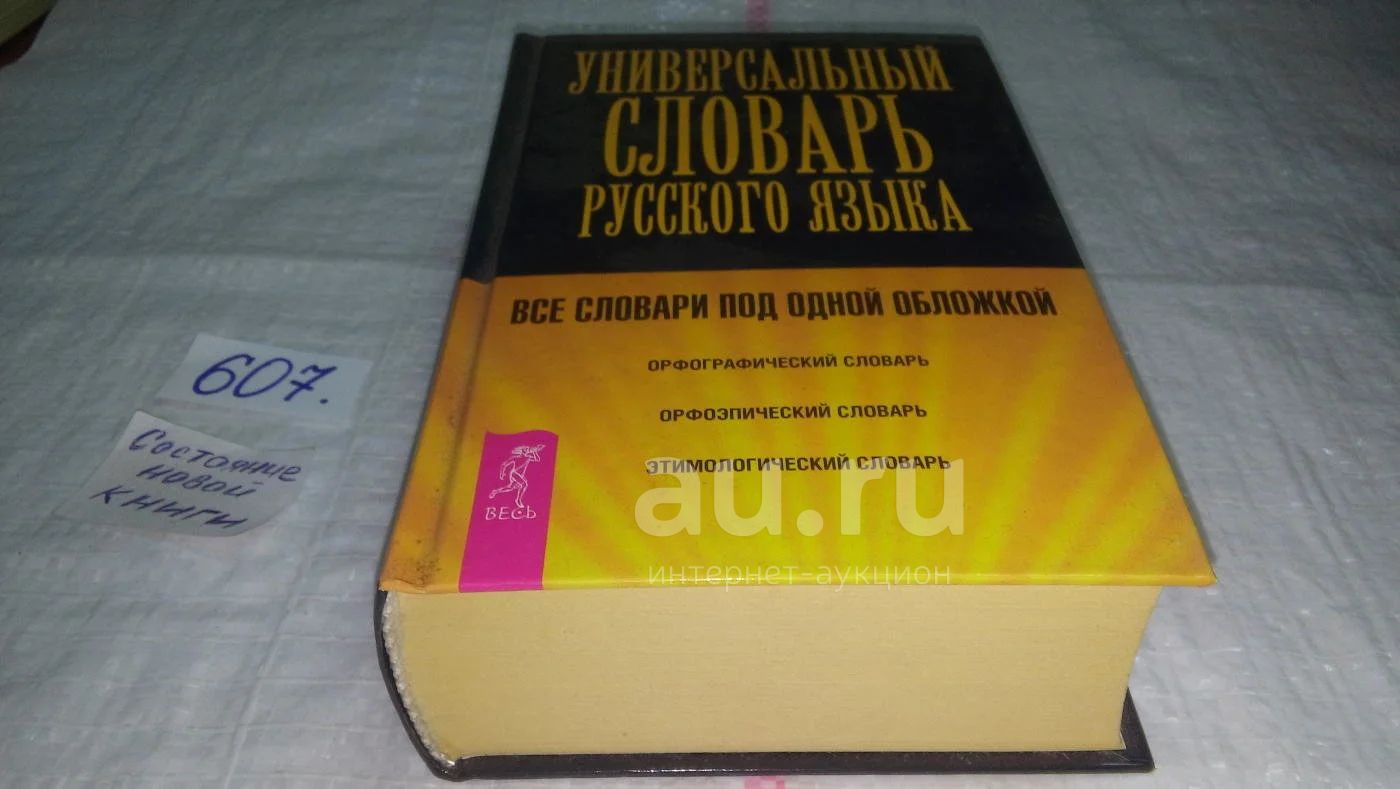 УНИВЕРСАЛЬНЫЙ
СЛОВАРЬ
РУССКОГО ЯЗЫКА
ВСЕ СЛОВАРИ ПОД ОДНОЙ ОБЛОЖКОЙ
ОРФОГРАФИЧЕСКИЙ СЛОВАРЬ
ОРФОЭПИЧЕСКИЙ СЛОВАРЬ
ЭТИМОЛОГИЧЕСКИЙ СЛОВАРЬ
ВЕСЬ
607.
Состояние
новой
книги
au.ru
интернет-аукцион